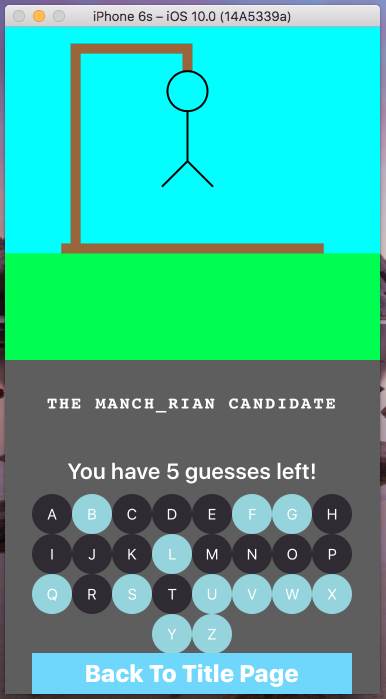 iPhone 6s – iOS 10.0 (14A5339a)
THE MANCH_RIAN CANDIDATE
You have 5 guesses left!
A B C D E F G H
I J K L M N O P
Q R S T U V W X
Y Z
Back To Title Page